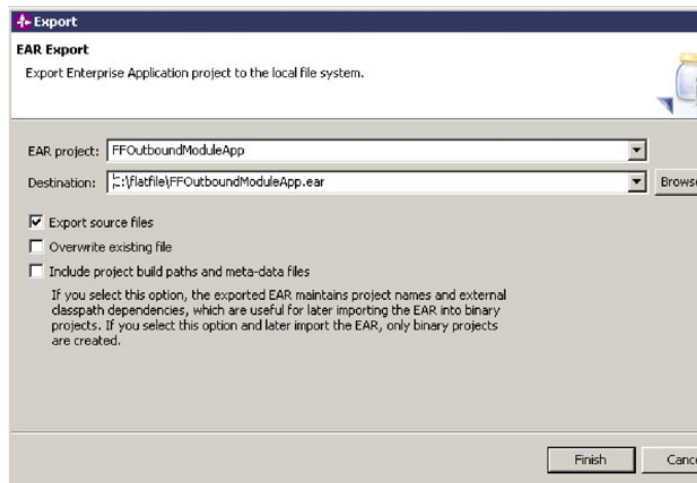 Export
EAR Export
Export Enterprise Application project to the local file system.
EAR project: FFOutboundModuleApp
Destination: C:\flatfile\FFOutboundModuleApp.ear Browse
Export source files
Overwrite existing file
Include project build paths and meta-data files
If you select this option, the exported EAR maintains project names and external
classpath dependencies, which are useful for later importing the EAR into binary
projects. If you select this option and later import the EAR, only binary projects
are created.
Finish Cance